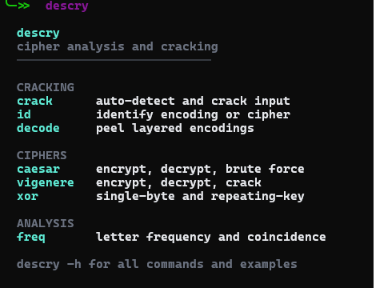 ╰─>> descry
descry
cipher analysis and cracking
CRACKING
crack auto-detect and crack input
id identify encoding or cipher
decode peel layered encodings
CIPHERS
caesar encrypt, decrypt, brute force
vigenere encrypt, decrypt, crack
xor single-byte and repeating-key
ANALYSIS
freq letter frequency and coincidence
descry -h for all commands and examples